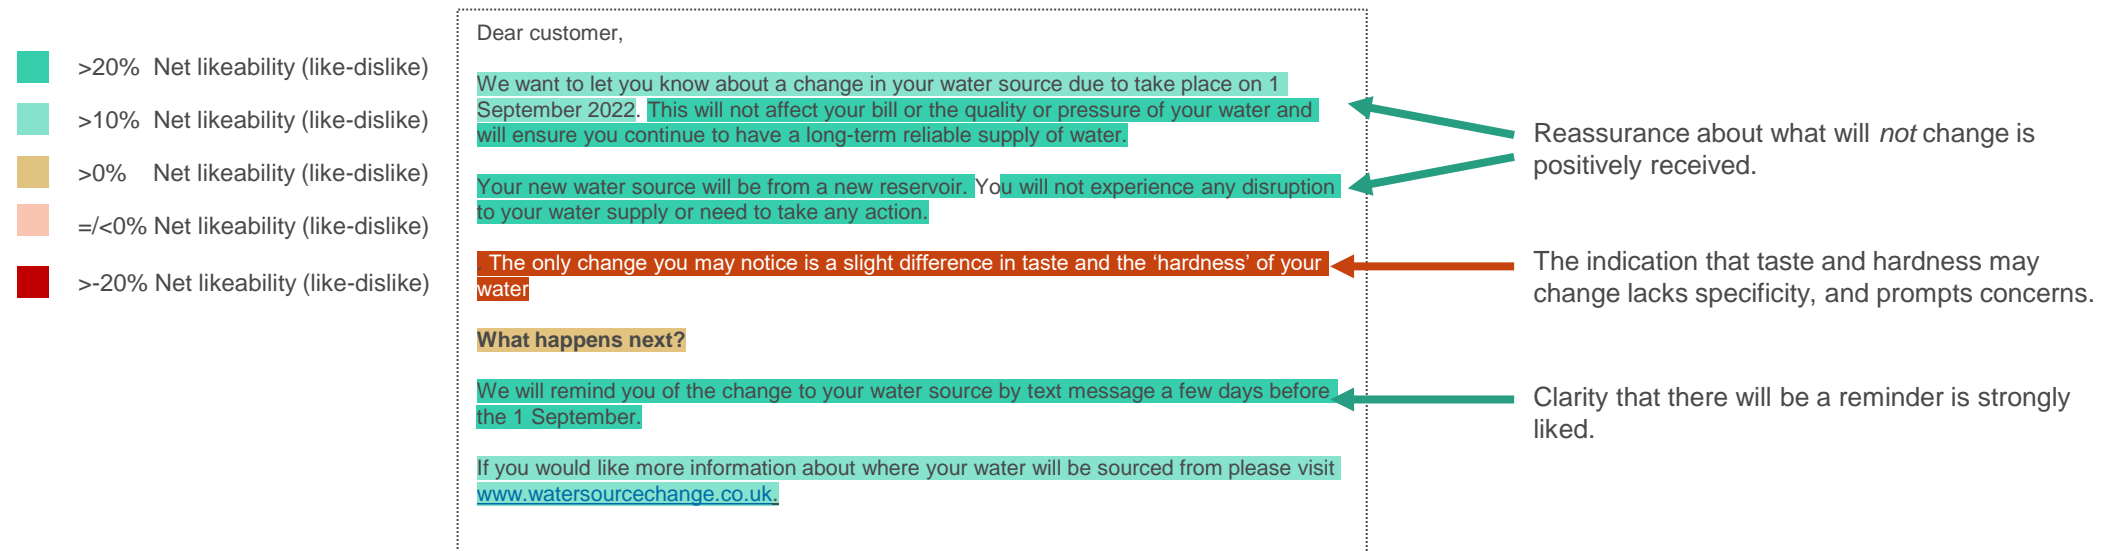 >20% Net likeability (like-dislike)
>10% Net likeability (like-dislike)
>0% Net likeability (like-dislike)
=/<0% Net likeability (like-dislike)
>-20% Net likeability (like-dislike)
Dear customer,
We want to let you know about a change in your water source due to take place on 1
September 2022. This will not affect your bill or the quality or pressure of your water and
will ensure you continue to have a long-term reliable supply of water.
Your new water source will be from a new reservoir. You will not experience any disruption
to your water supply or need to take any action.
. The only change you may notice is a slight difference in taste and the ‘hardness’ of your
water
What happens next?
We will remind you of the change to your water source by text message a few days before
the 1 September.
If you would like more information about where your water will be sourced from please visit
www.watersourcechange.co.uk.
Reassurance about what will not change is
positively received.
The indication that taste and hardness may
change lacks specificity, and prompts concerns.
Clarity that there will be a reminder is strongly
liked.